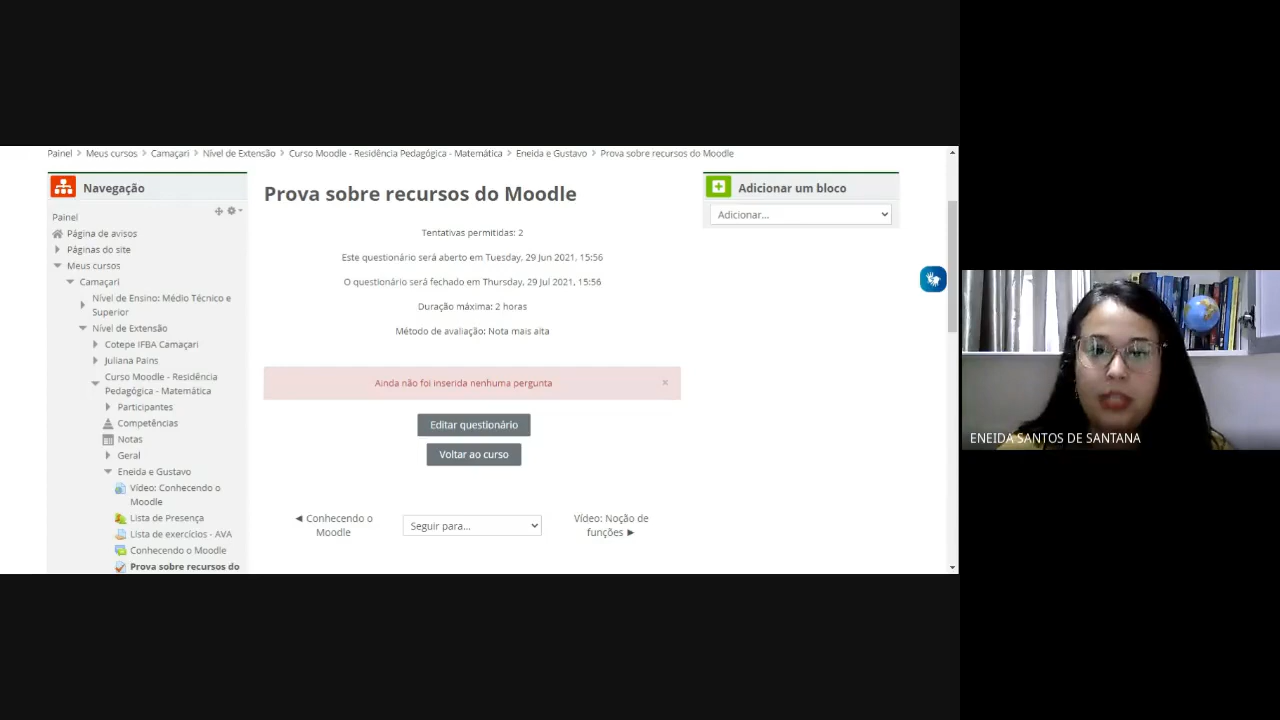 Painel > Meus cursos > Camaçari > Nível de Extensão > Curso Moodle - Residência Pedagógica - Matemática > Eneida e Gustavo > Prova sobre recursos do Moodle
Navegação
Painel
Página de avisos
Páginas do site
Meus cursos
Camaçari
Nível de Ensino: Médio Técnico e
Superior
Nível de Extensão
Cotepe IFBA Camaçari
Juliana Pains
Curso Moodle - Residência
Pedagógica - Matemática
Participantes
Competências
Notas
Geral
Eneida e Gustavo
Vídeo: Conhecendo o
Moodle
Lista de Presença
Lista de exercícios - AVA
Conhecendo o Moodle
Prova sobre recursos do
Prova sobre recursos do Moodle
Tentativas permitidas: 2
Este questionário será aberto em Tuesday, 29 Jun 2021, 15:56
O questionário será fechado em Thursday, 29 Jul 2021, 15:56
Duração máxima: 2 horas
Método de avaliação: Nota mais alta
Ainda não foi inserida nenhuma pergunta ×
Editar questionário
Voltar ao curso
◄ Conhecendo o
Moodle
Seguir para...
Vídeo: Noção de
funções ►
Adicionar um bloco
Adicionar...
ENEIDA SANTOS DE SANTANA